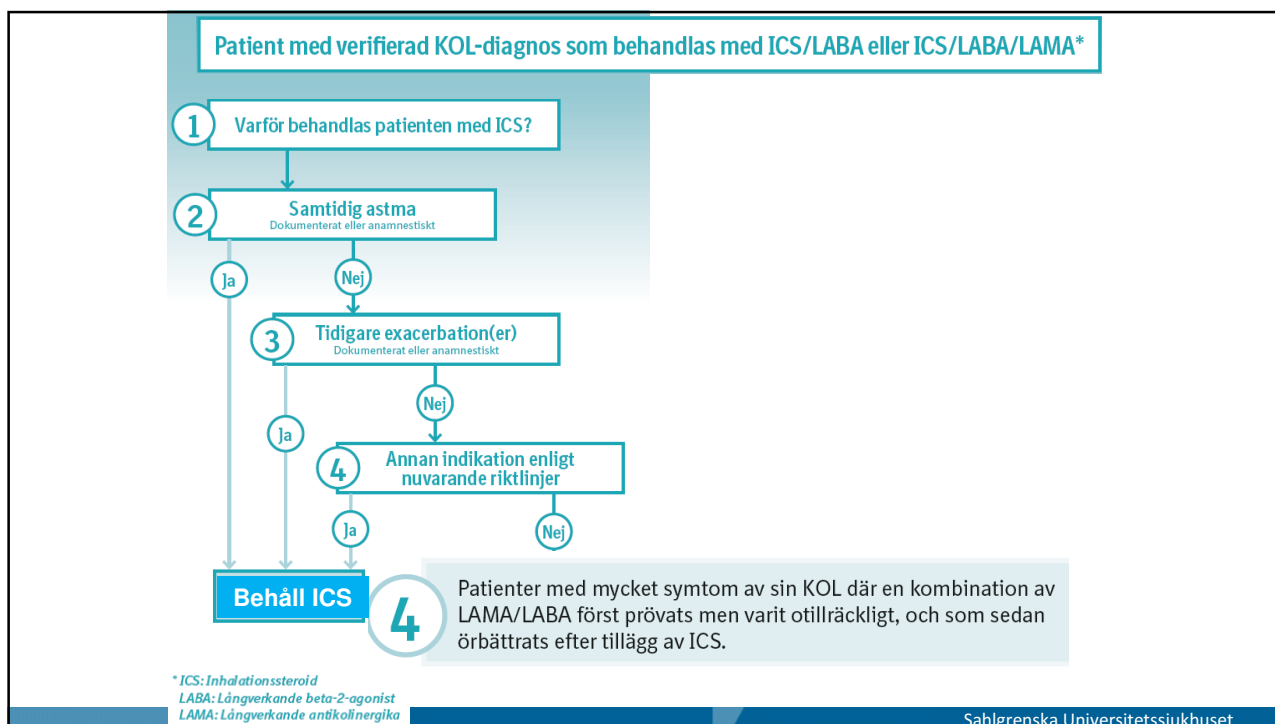 Patient med verifierad KOL-diagnos som behandlas med ICS/LABA eller ICS/LABA/LAMA*
1
Varför behandlas patienten med ICS?
2
Samtidig astma
Dokumenterat eller anamnestiskt
Ja
Nej
3
Tidigare exacerbation(er)
Dokumenterat eller anamnestiskt
Ja
Nej
4
Annan indikation enligt
nuvarande riktlinjer
Ja
Nej
Behåll ICS
4
Patienter med mycket symtom av sin KOL där en kombination av
LAMA/LABA först prövats men varit otillräckligt, och som sedan
örbättrats efter tillägg av ICS.
* ICS: Inhalationssteroid
LABA: Långverkande beta-2-agonist
LAMA: Långverkande antikolinergika
Sahlgrenska Universitetssjukhuset